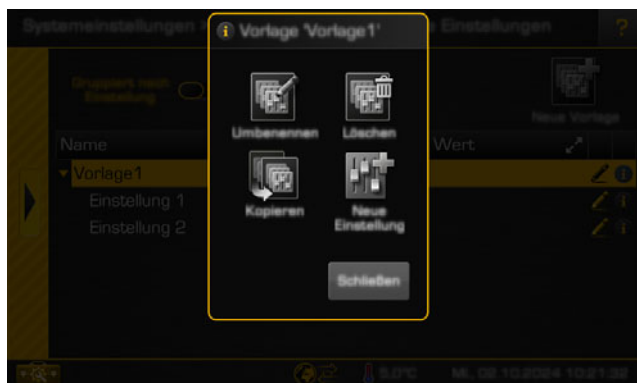 Systemeinstellungen
Einstellungen ?
Vorlage 'Vorlage1'
Gruppiert nach
Einstellung
Umbenennen Löschen
Neue Vorlage
Name Wert
Vorlage1
Einstellung 1
Einstellung 2
Kopieren Neue
Einstellung
Schließen
5.0°C Mi, 02.10.2024 10:21:32